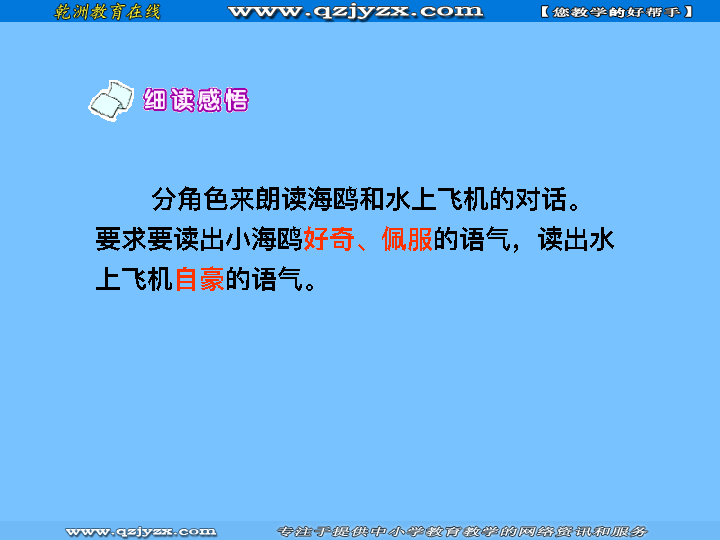 乾洲教育在线 www.qzjyzx.com 【您教学的好帮手】
细读感悟
分角色来朗读海鸥和水上飞机的对话。
要求要读出小海鸥好奇、佩服的语气，读出水
上飞机自豪的语气。
www.qzjyzx.com 专注于提供中小学教育教学的网络资讯和服务